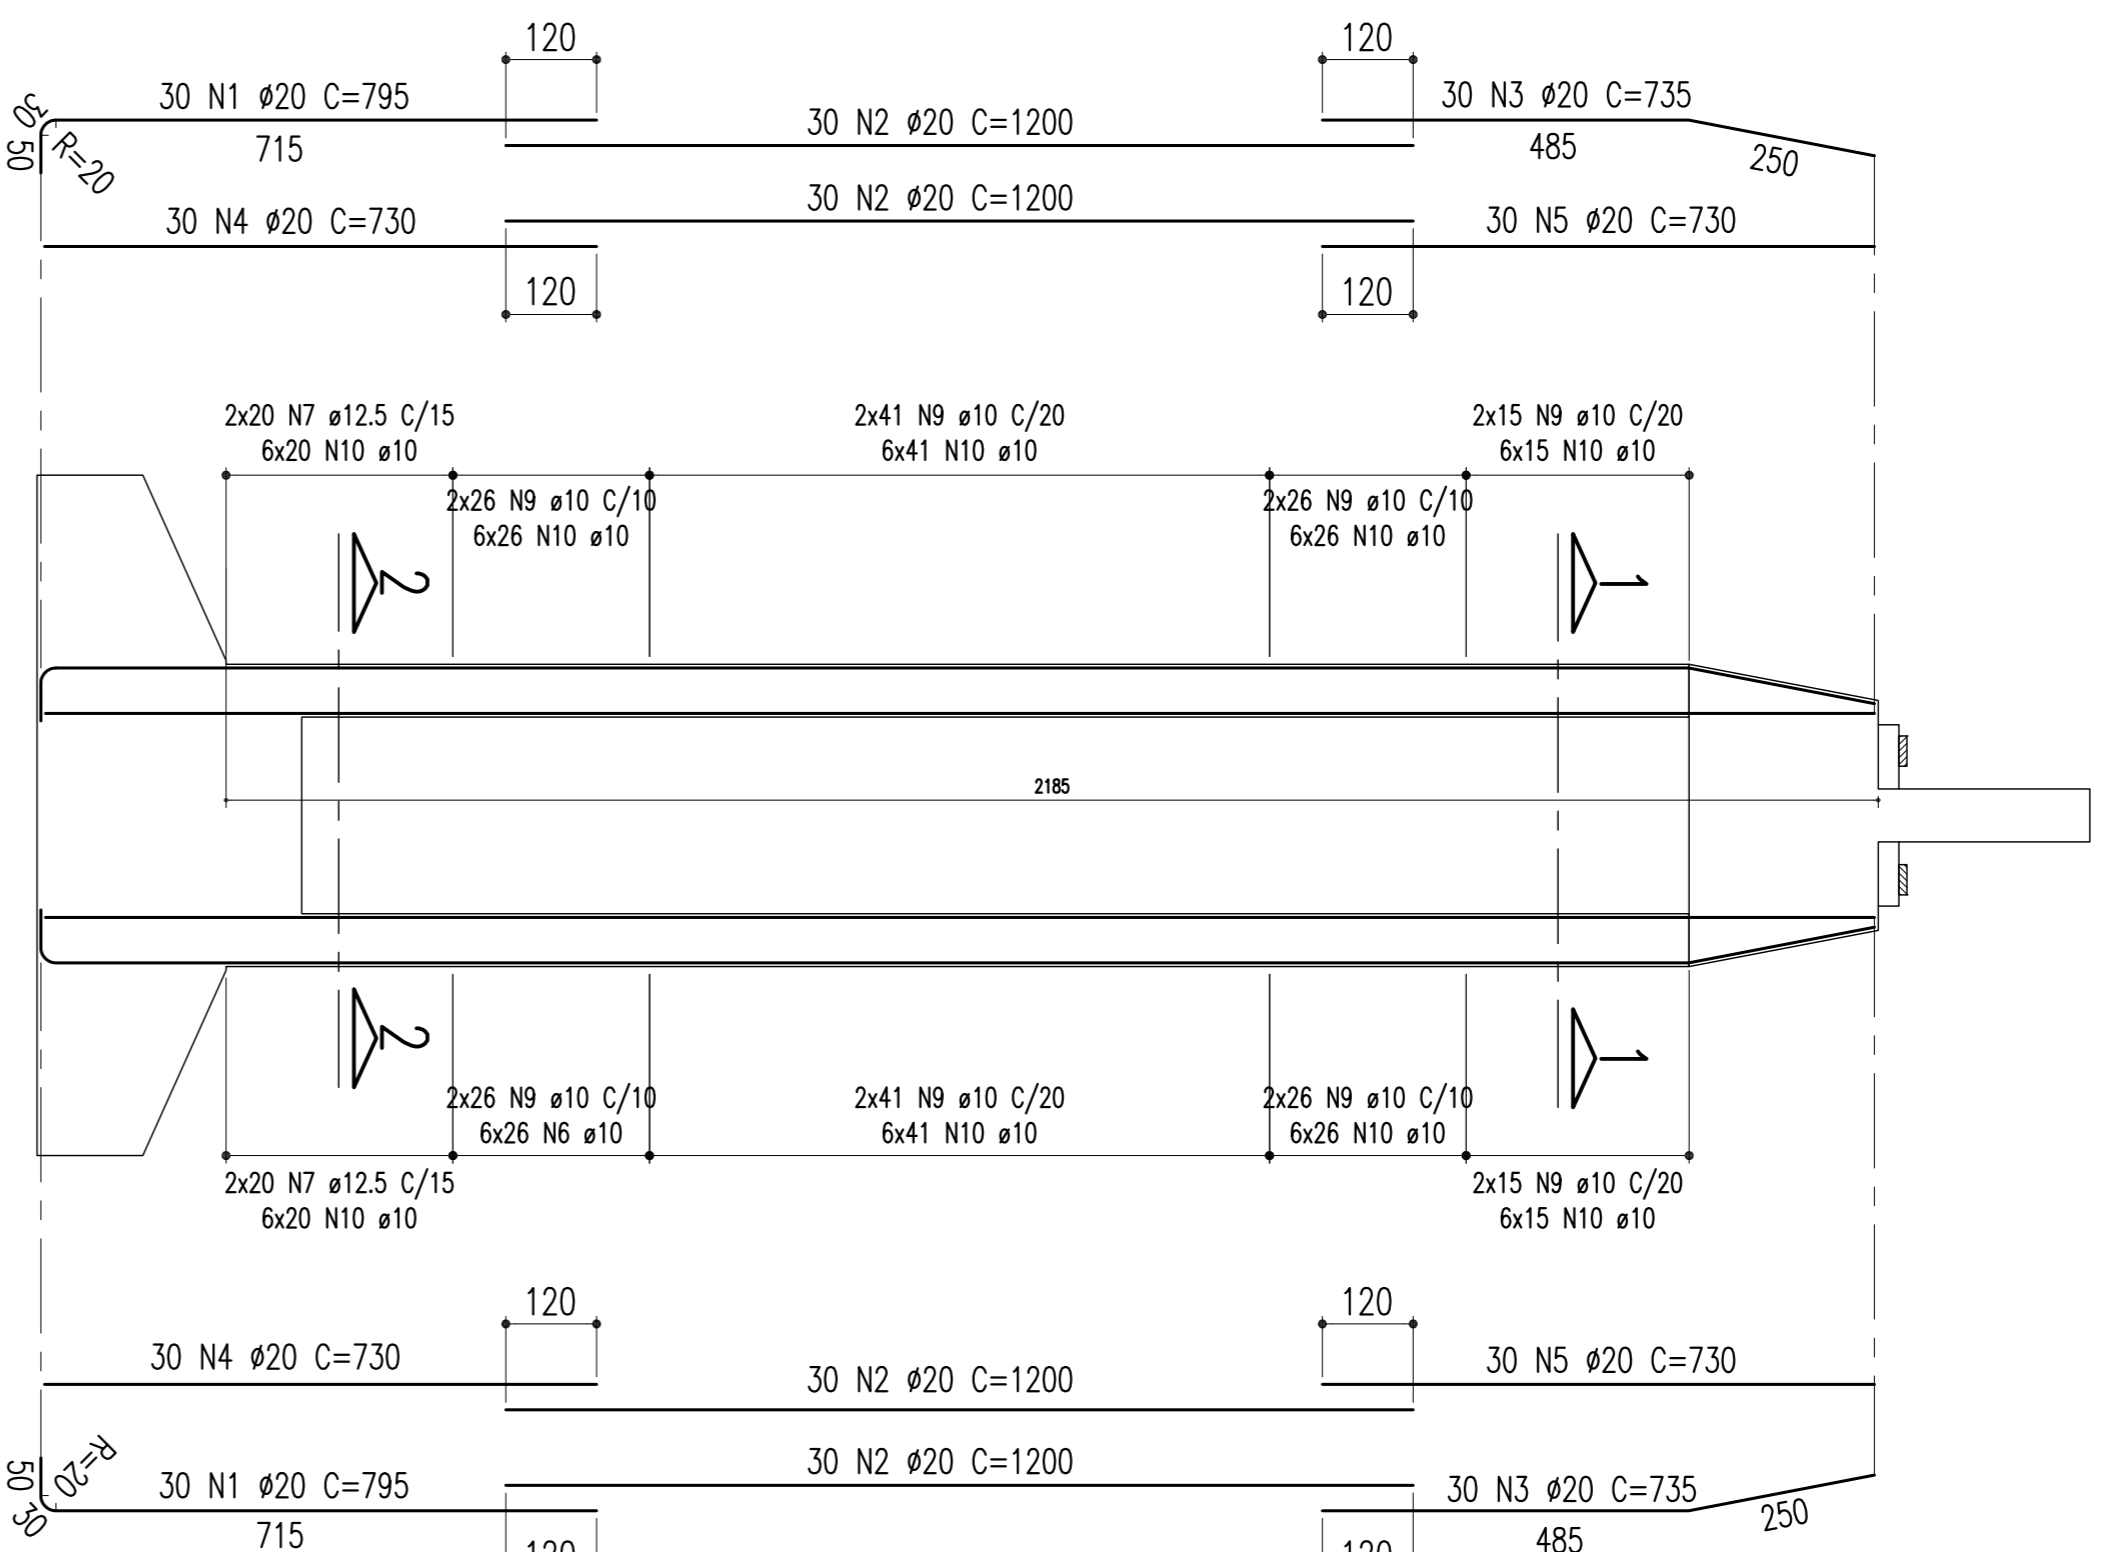 120
120
30 N1 ø20 C=795
30 N3 ø20 C=735
30
30 N2 ø20 C=1200
50
R=20
715
485
250
30 N2 ø20 C=1200
30 N4 ø20 C=730
30 N5 ø20 C=730
120
120
2x20 N7 ø12.5 C/15
6x20 N10 ø10
2x41 N9 ø10 C/20
6x41 N10 ø10
2x15 N9 ø10 C/20
6x15 N10 ø10
2x26 N9 ø10 C/10
6x26 N10 ø10
2x26 N9 ø10 C/10
6x26 N10 ø10
2
1
2185
2
1
2x26 N9 ø10 C/10
6x26 N6 ø10
2x41 N9 ø10 C/20
6x41 N10 ø10
2x26 N9 ø10 C/10
6x26 N10 ø10
2x20 N7 ø12.5 C/15
6x20 N10 ø10
2x15 N9 ø10 C/20
6x15 N10 ø10
120
120
30 N4 ø20 C=730
30 N5 ø20 C=730
30 N2 ø20 C=1200
R=20
50
30 N2 ø20 C=1200
30 N1 ø20 C=795
30 N3 ø20 C=735
30
250
715
485
120
120